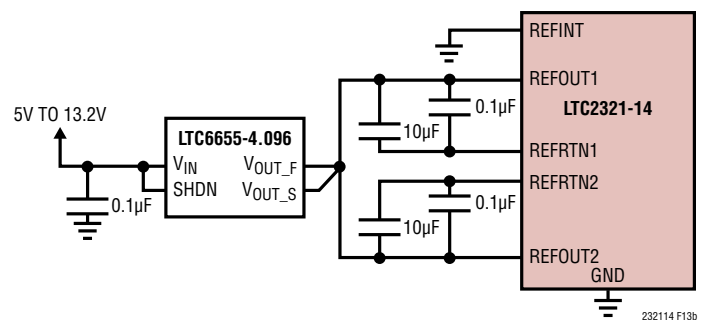 REFINT
REFOUT1
LTC2321-14
0.1µF
10µF
REFRTN1
REFRTN2
0.1µF
10µF
REFOUT2
GND
5V TO 13.2V
LTC6655-4.096
VIN VOUT_F
SHDN VOUT_S
0.1µF
232114 F13b